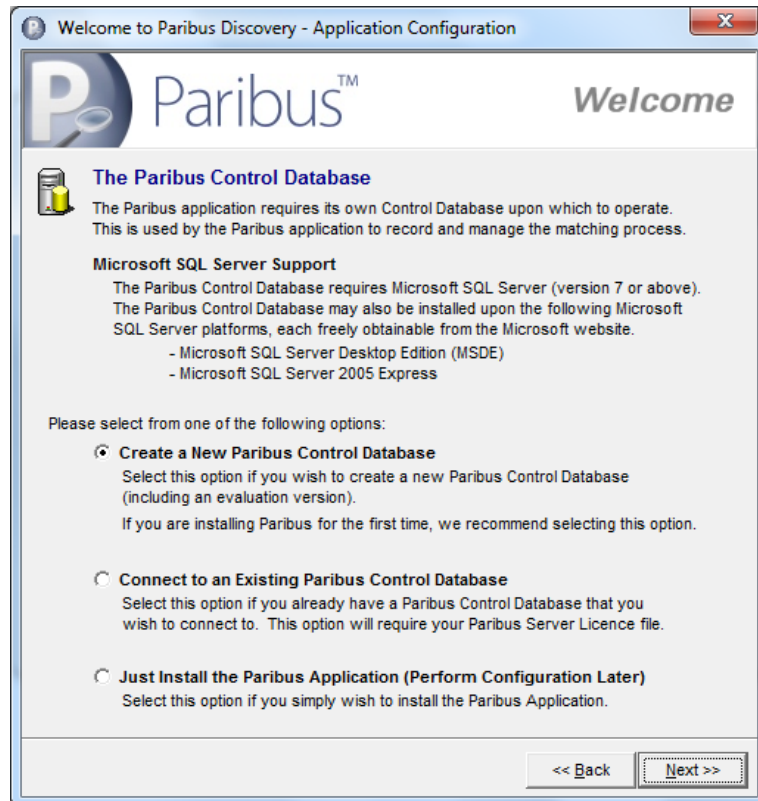 Welcome to Paribus Discovery - Application Configuration
Paribus™
Welcome
The Paribus Control Database
The Paribus application requires its own Control Database upon which to operate.
This is used by the Paribus application to record and manage the matching process.
Microsoft SQL Server Support
The Paribus Control Database requires Microsoft SQL Server (version 7 or above).
The Paribus Control Database may also be installed upon the following Microsoft
SQL Server platforms, each freely obtainable from the Microsoft website.
- Microsoft SQL Server Desktop Edition (MSDE)
- Microsoft SQL Server 2005 Express
Please select from one of the following options:
Create a New Paribus Control Database
Select this option if you wish to create a new Paribus Control Database
(including an evaluation version).
If you are installing Paribus for the first time, we recommend selecting this option.
Connect to an Existing Paribus Control Database
Select this option if you already have a Paribus Control Database that you
wish to connect to. This option will require your Paribus Server Licence file.
Just Install the Paribus Application (Perform Configuration Later)
Select this option if you simply wish to install the Paribus Application.
<< Back
Next >>